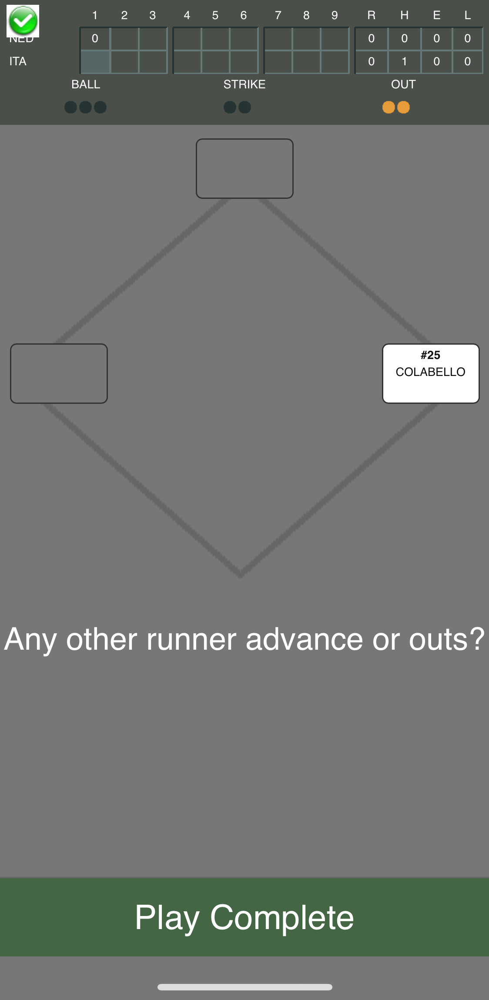 1 2 3 4 5 6 7 8 9 R H E L
NED 0 0 0 0 0
ITA 0 1 0 0
BALL STRIKE OUT
#25
COLABELLO
Any other runner advance or outs?
Play Complete